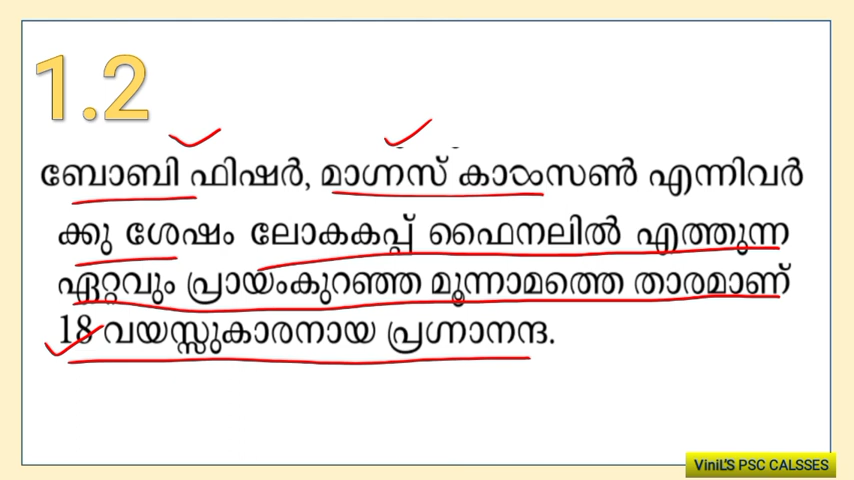 1.2
ബോബി ഫിഷർ, മാഗ്നസ് കാൾസൺ എന്നിവർ
ക്കു ശേഷം ലോകകപ്പ് ഫൈനലിൽ എത്തുന്ന
ഏറ്റവും പ്രായംകുറഞ്ഞ മൂന്നാമത്തെ താരമാണ്
18 വയസ്സുകാരനായ പ്രഗ്നാനന്ദ.
ViniL'S PSC CALSSES